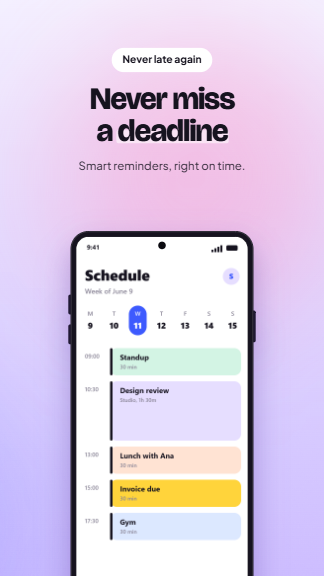 Never late again
Never miss
a deadline
Smart reminders, right on time.
9:41
Schedule
S
Week of June 9
M T W T F S S
9 10 11 12 13 14 15
09:00
Standup
30 min
10:30
Design review
Studio, 1h 30m
13:00
Lunch with Ana
30 min
15:00
Invoice due
30 min
17:30
Gym
30 min